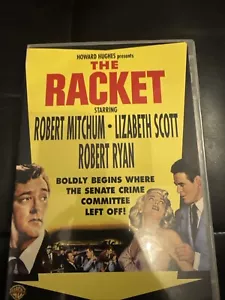 HOWARD HUGHES presents
THE
RACKET
STARRING
ROBERT MITCHUM · LIZABETH SCOTT
ROBERT RYAN
BOLDLY BEGINS WHERE
THE SENATE CRIME
COMMITTEE
LEFT OFF!